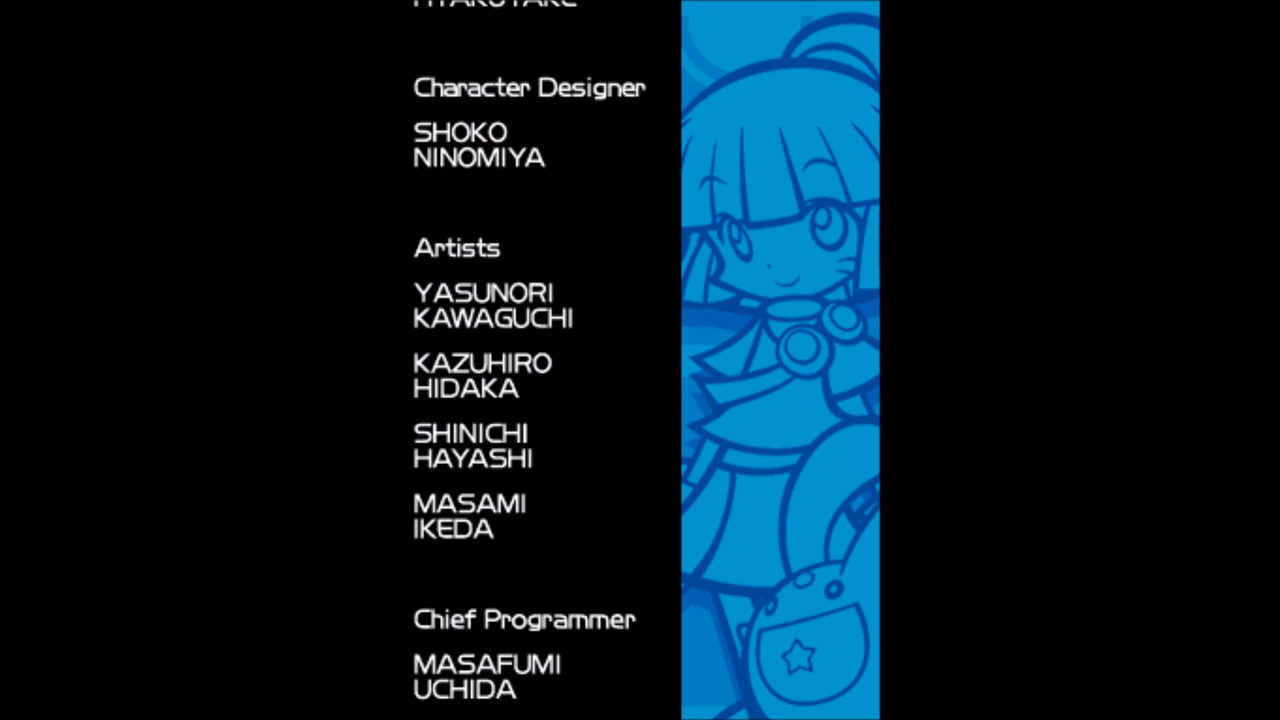 Character Designer
SHOKO
NINOMIYA
Artists
YASUNORI
KAWAGUCHI
KAZUHIRO
HIDAKA
SHINICHI
HAYASHI
MASAMI
IKEDA
Chief Programmer
MASAFUMI
UCHIDA